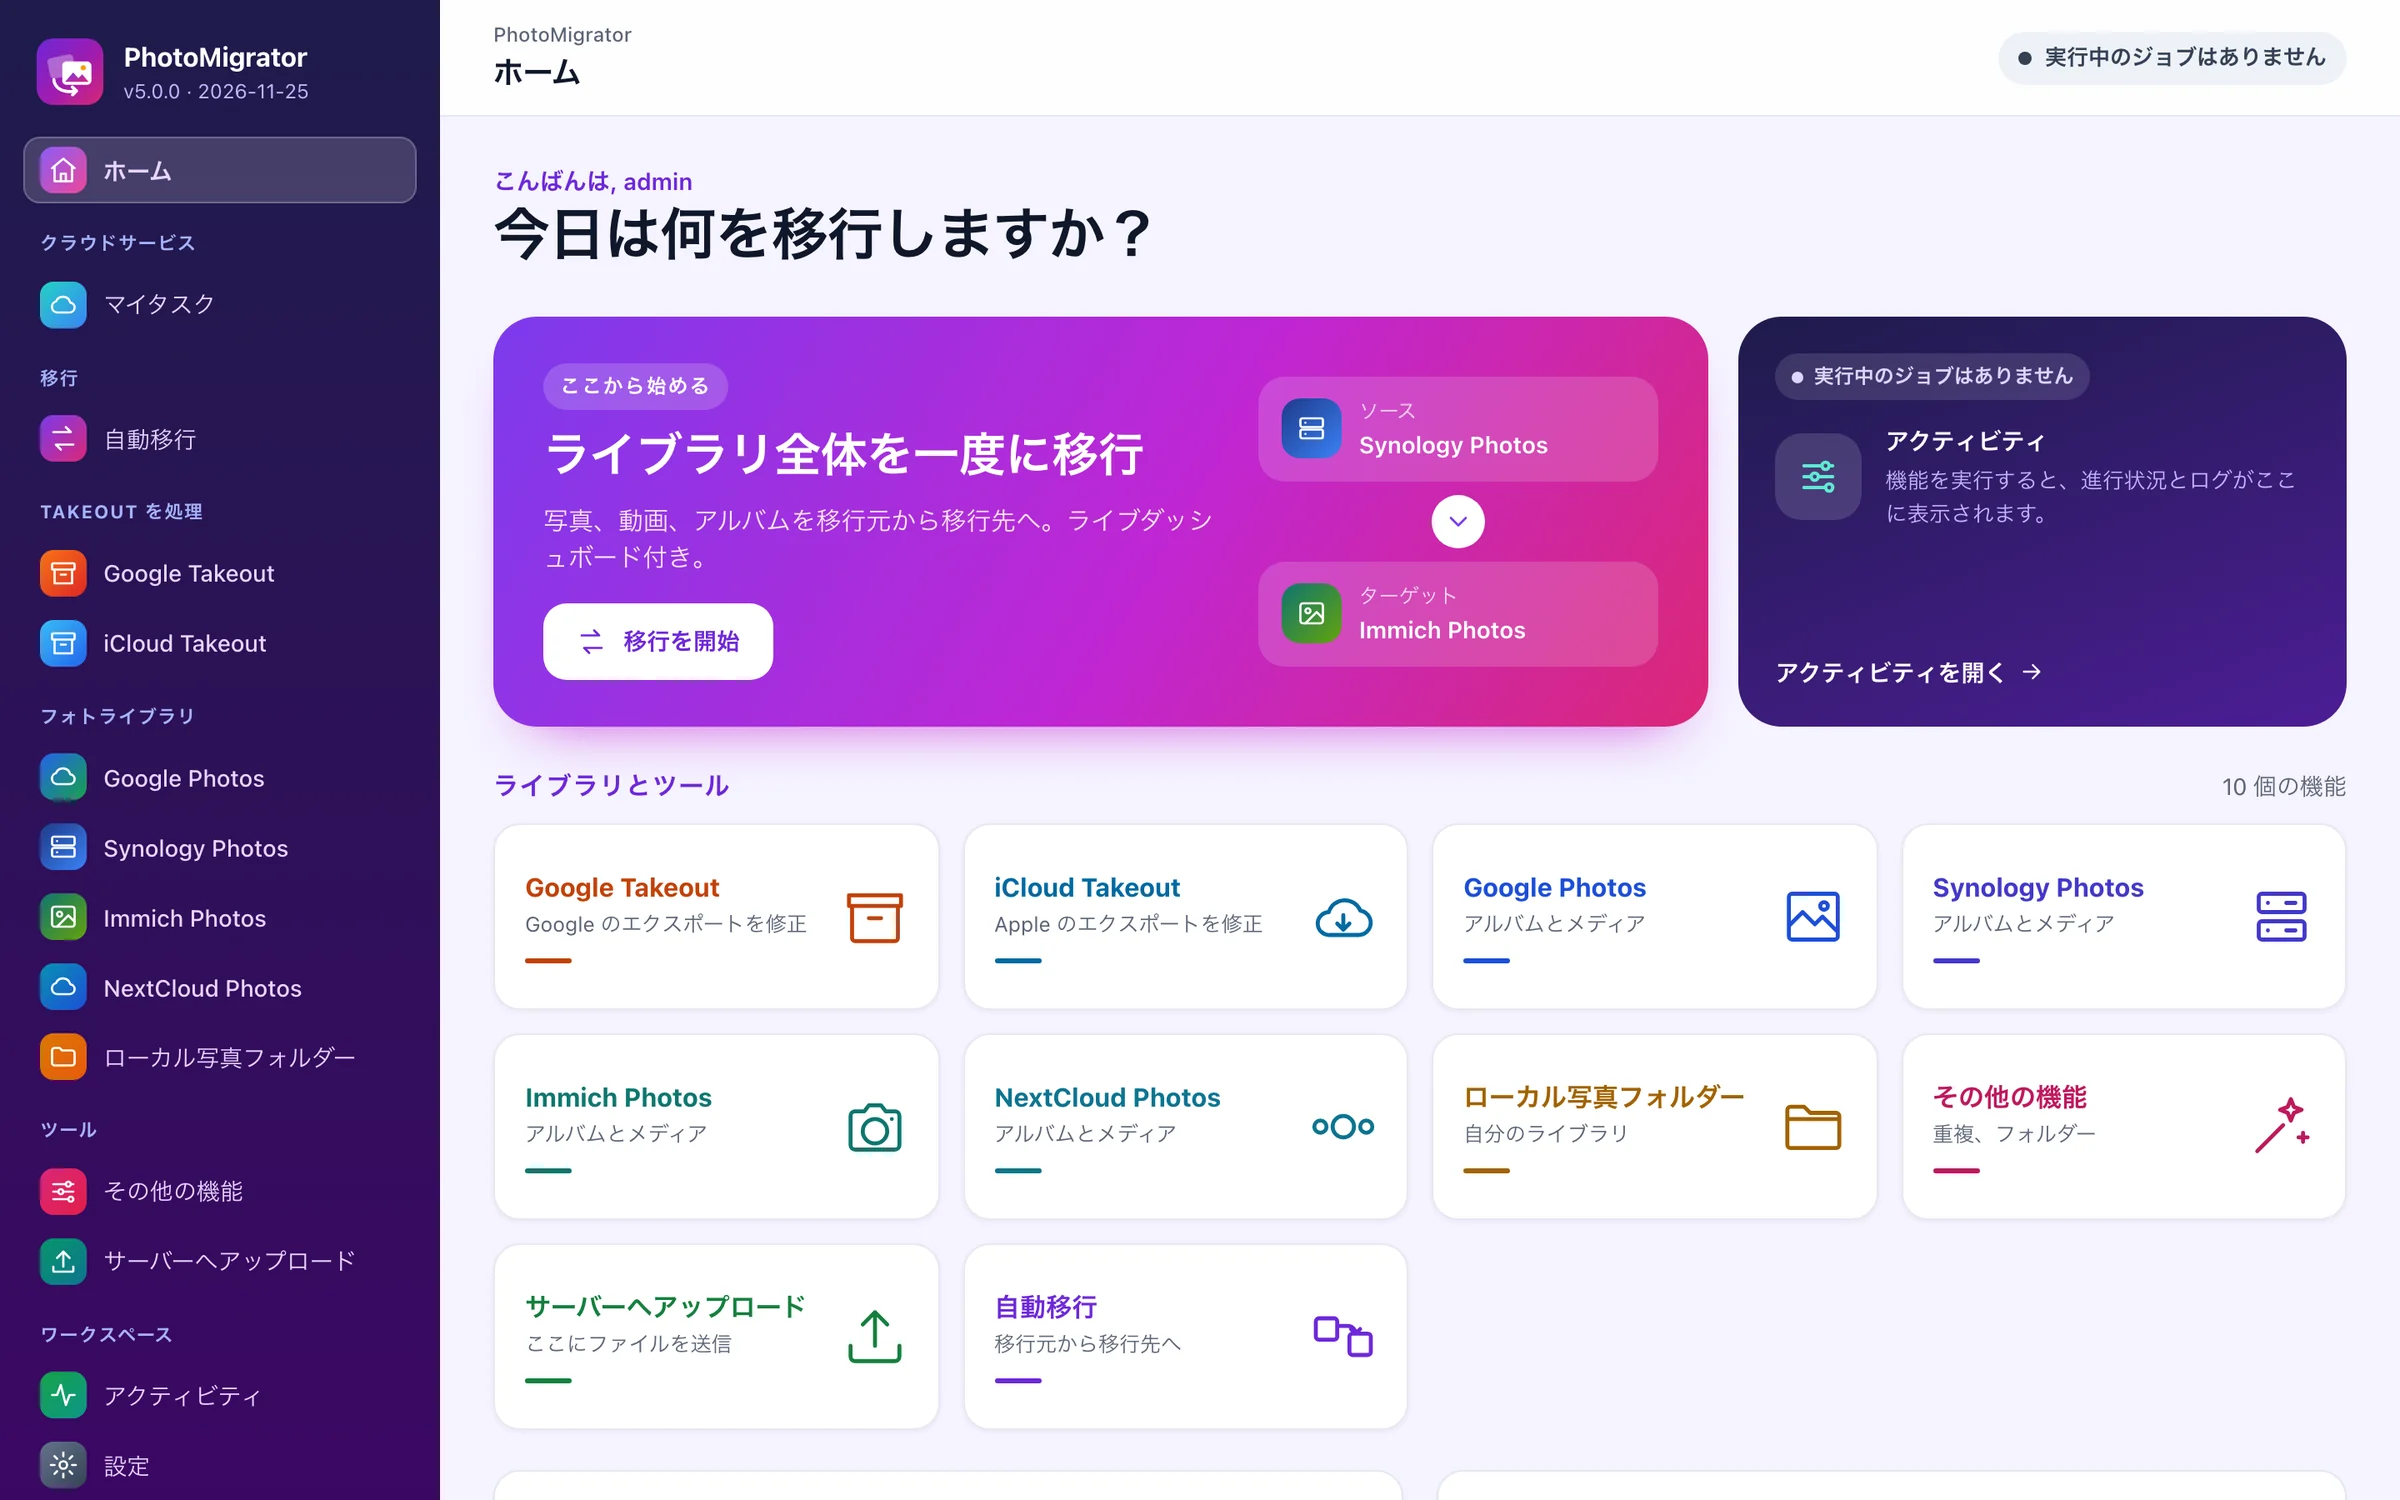 PhotoMigrator
v5.0.0 · 2026-11-25
ホーム
クラウドサービス
マイタスク
移行
自動移行
TAKEOUT を処理
Google Takeout
iCloud Takeout
フォトライブラリ
Google Photos
Synology Photos
Immich Photos
NextCloud Photos
ローカル写真フォルダー
ツール
その他の機能
サーバーへアップロード
ワークスペース
アクティビティ
設定
PhotoMigrator
ホーム
実行中のジョブはありません
こんばんは, admin
今日は何を移行しますか？
ここから始める
ライブラリ全体を一度に移行
写真、動画、アルバムを移行元から移行先へ。ライブダッシ
ュボード付き。
移行を開始
ソース
Synology Photos
ターゲット
Immich Photos
実行中のジョブはありません
アクティビティ
機能を実行すると、進行状況とログがここ
に表示されます。
アクティビティを開く →
ライブラリとツール
10 個の機能
Google Takeout
Google のエクスポートを修正
iCloud Takeout
Apple のエクスポートを修正
Google Photos
アルバムとメディア
Synology Photos
アルバムとメディア
Immich Photos
アルバムとメディア
NextCloud Photos
アルバムとメディア
ローカル写真フォルダー
自分のライブラリ
その他の機能
重複、フォルダー
サーバーへアップロード
ここにファイルを送信
自動移行
移行元から移行先へ